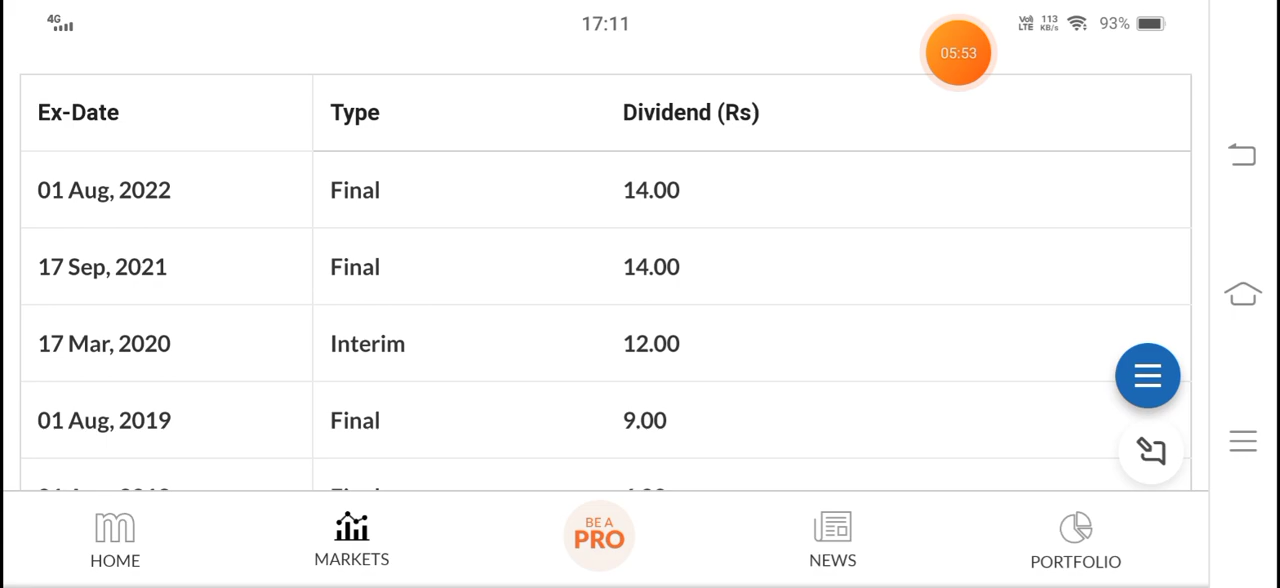 4G 17:11 05:53 Vo) LTE 113 KB/s 93%
Ex-Date Type Dividend (Rs)
01 Aug, 2022 Final 14.00
17 Sep, 2021 Final 14.00
17 Mar, 2020 Interim 12.00
01 Aug, 2019 Final 9.00
BE A
PRO
HOME MARKETS NEWS PORTFOLIO